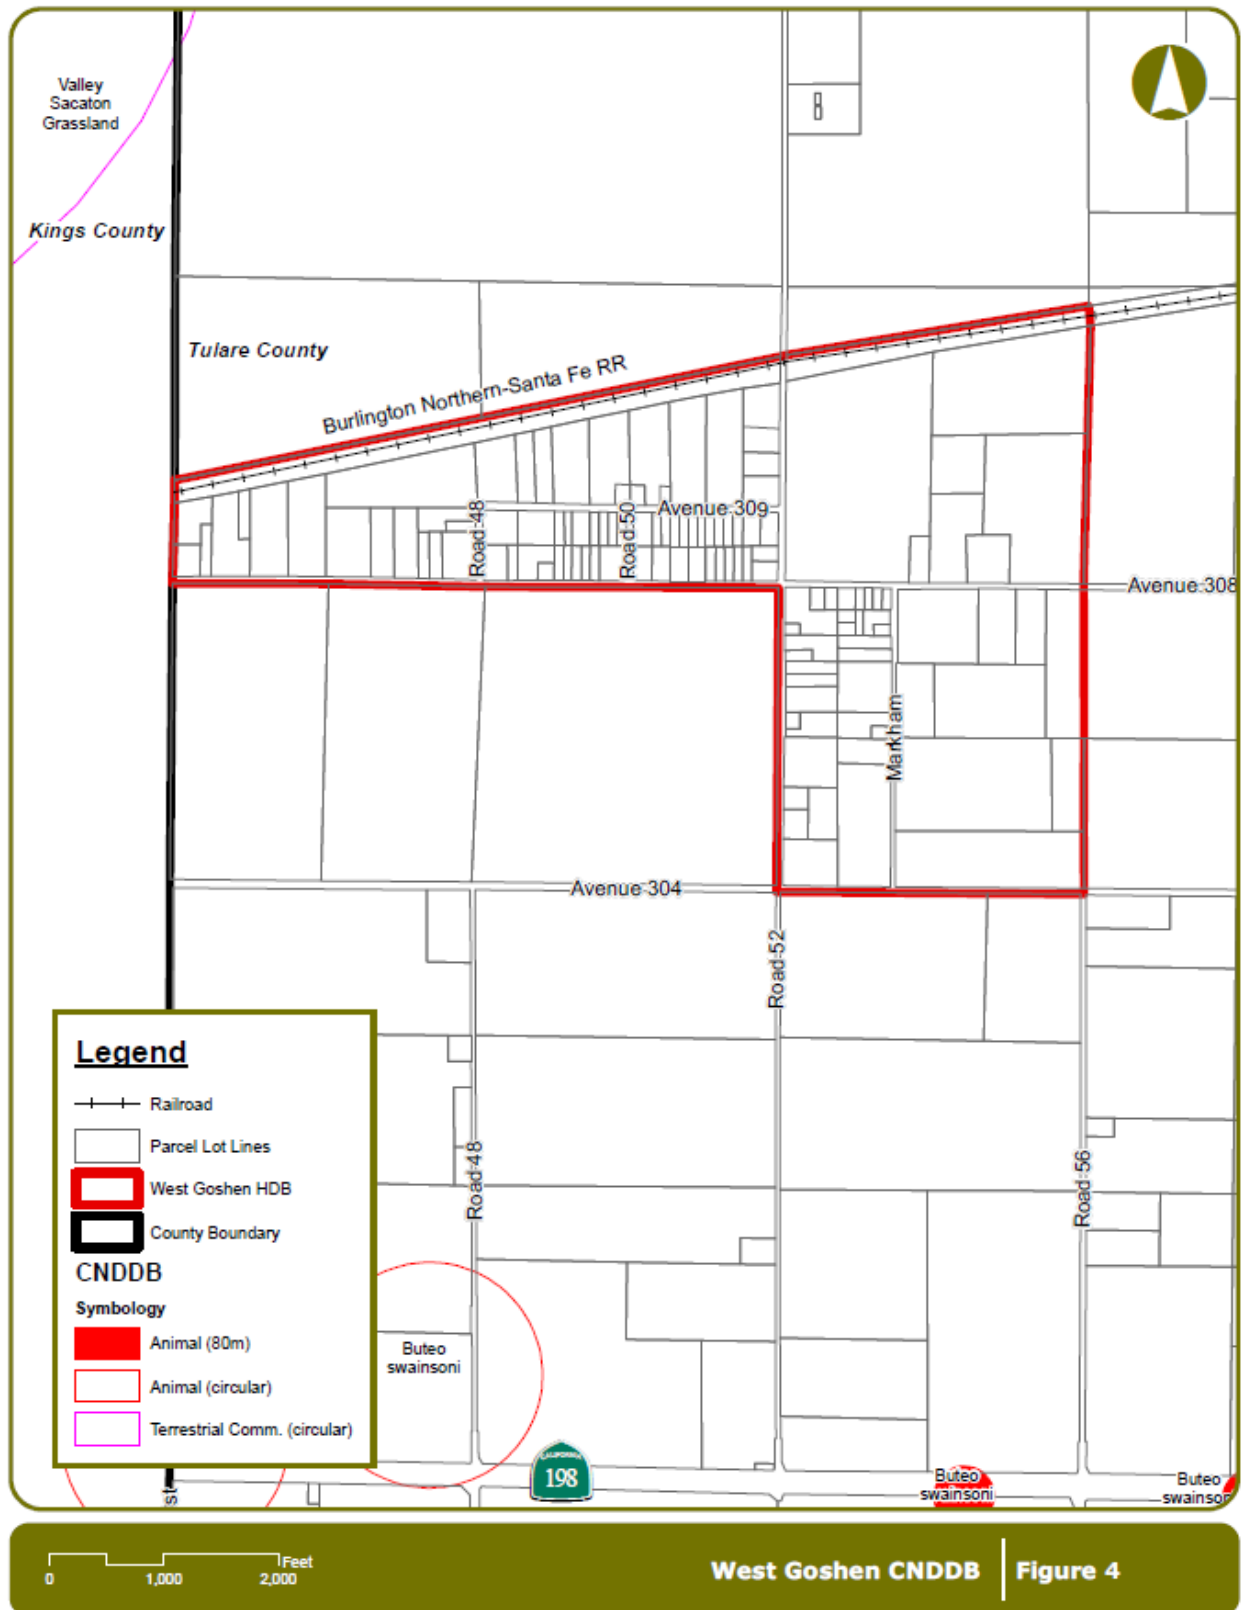 Valley
Sacaton
Grassland
Kings County
Tulare County
Burlington Northern-Santa Fe RR
Avenue 309
Road 48
Road 50
Avenue 308
Markham
Avenue 304
Road 52
Legend
Railroad
Parcel Lot Lines
West Goshen HDB
County Boundary
CNDDB
Symbology
Animal (80m)
Animal (circular)
Terrestrial Comm. (circular)
Road 48
Road 56
Buteo
swainsoni
CALIFORNIA
198
Buteo
swainsoni
Buteo
swainson
st
0
1,000
2,000
Feet
West Goshen CNDDB
Figure 4